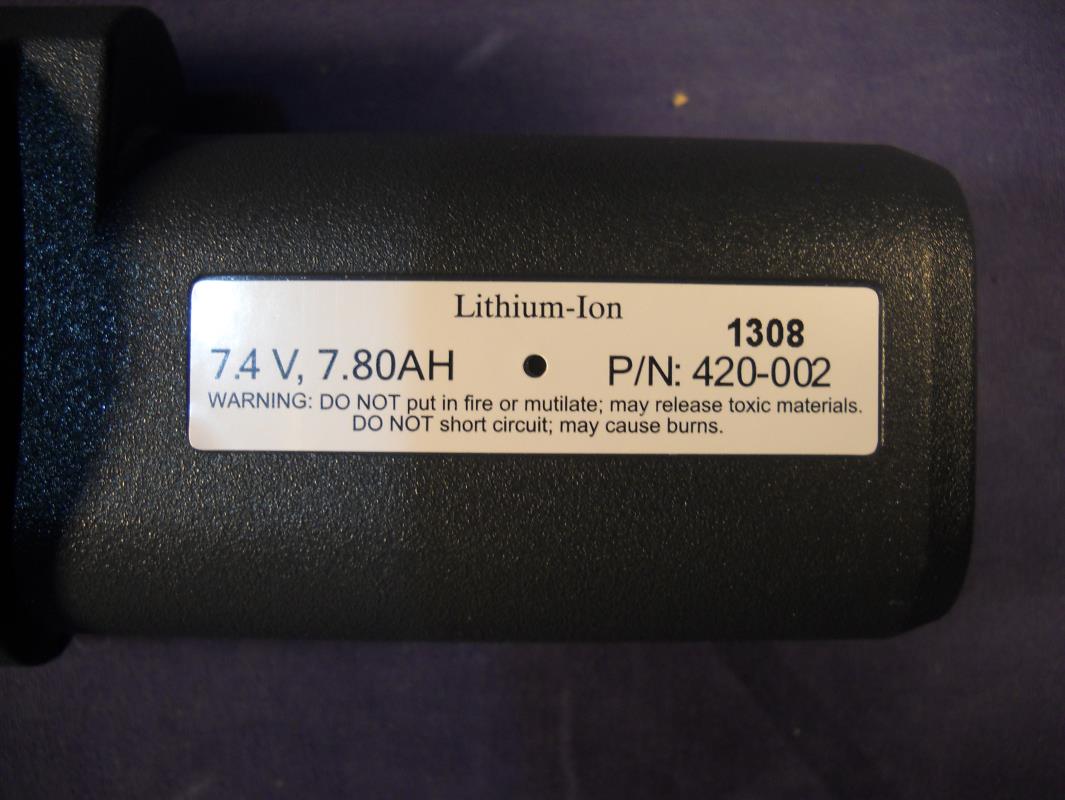 Lithium-Ion
1308
7.4 V, 7.80AH P/N: 420-002
WARNING: DO NOT put in fire or mutilate; may release toxic materials.
DO NOT short circuit; may cause burns.